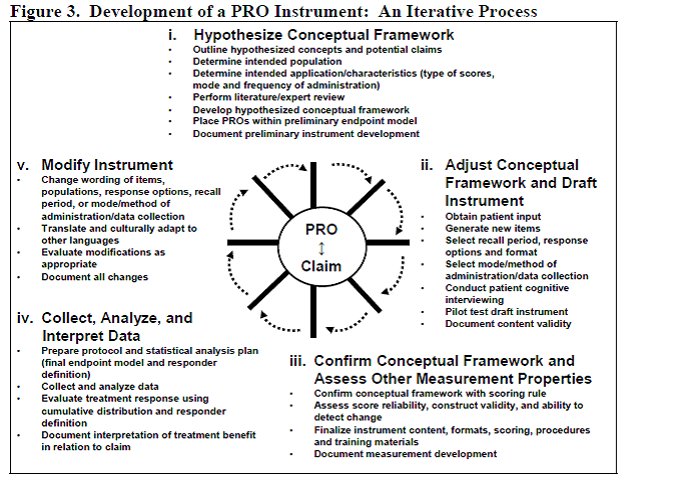 Figure 3.  Development of a PRO Instrument:  An Iterative Process
i. Hypothesize Conceptual Framework
• Outline hypothesized concepts and potential claims
• Determine intended population
• Determine intended application/characteristics (type of scores,
mode and frequency of administration)
• Perform literature/expert review
• Develop hypothesized conceptual framework
• Place PROs within preliminary endpoint model
• Document preliminary instrument development
ii. Adjust Conceptual
Framework and Draft
Instrument
• Obtain patient input
• Generate new items
• Select recall period, response
options and format
• Select mode/method of
administration/data collection
• Conduct patient cognitive
interviewing
• Pilot test draft instrument
• Document content validity
PRO
↕
Claim
iii. Confirm Conceptual Framework and
Assess Other Measurement Properties
• Confirm conceptual framework with scoring rule
• Assess score reliability, construct validity, and ability to
detect change
• Finalize instrument content, formats, scoring, procedures
and training materials
• Document measurement development
iv. Collect, Analyze, and
Interpret Data
• Prepare protocol and statistical analysis plan
(final endpoint model and responder
definition)
• Collect and analyze data
• Evaluate treatment response using
cumulative distribution and responder
definition
• Document interpretation of treatment benefit
in relation to claim
v. Modify Instrument
• Change wording of items,
populations, response options, recall
period, or mode/method of
administration/data collection
• Translate and culturally adapt to
other languages
• Evaluate modifications as
appropriate
• Document all changes